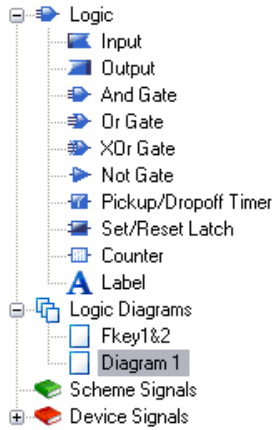 Logic
Input
Output
And Gate
Or Gate
XOr Gate
Not Gate
Pickup/Dropoff Timer
Set/Reset Latch
Counter
Label
Logic Diagrams
Fkey1&2
Diagram 1
Scheme Signals
Device Signals